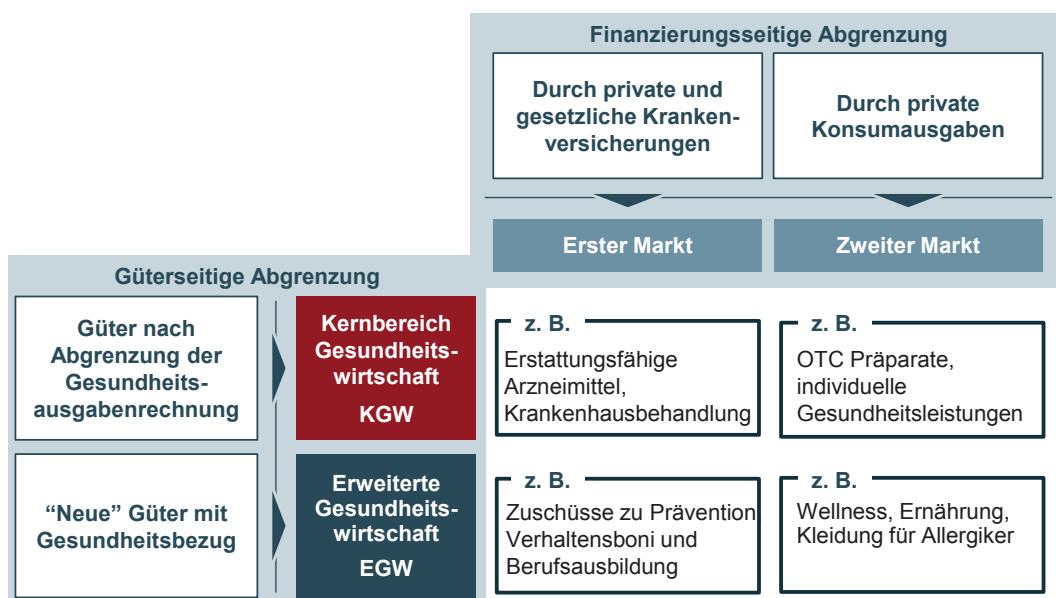 Finanzierungsseitige Abgrenzung
Durch private und
gesetzliche Kranken-
versicherungen
Durch private
Konsumausgaben
Erster Markt
Zweiter Markt
Güterseitige Abgrenzung
Güter nach
Abgrenzung der
Gesundheits-
ausgabenrechnung
Kernbereich
Gesundheits-
wirtschaft
KGW
z. B.
Erstattungsfähige
Arzneimittel,
Krankenhausbehandlung
z. B.
OTC Präparate,
individuelle
Gesundheitsleistungen
“Neue” Güter mit
Gesundheitsbezug
Erweiterte
Gesundheits-
wirtschaft
EGW
z. B.
Zuschüsse zu Prävention
Verhaltensboni und
Berufsausbildung
z. B.
Wellness, Ernährung,
Kleidung für Allergiker